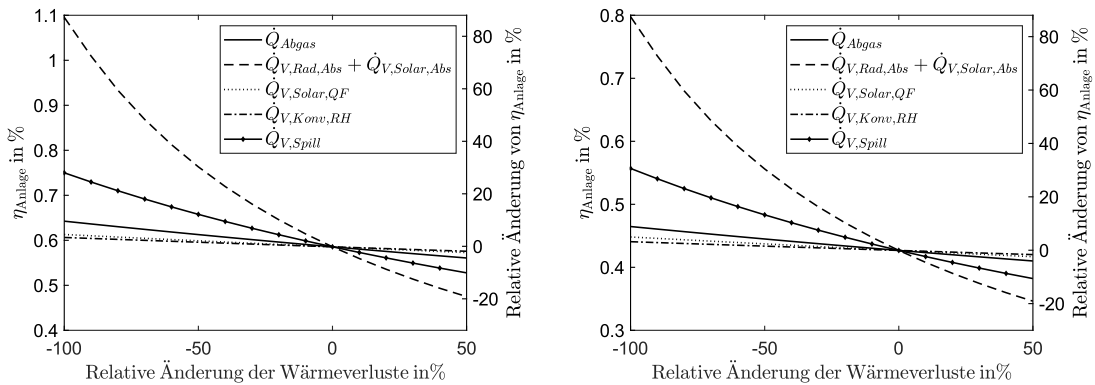 1.1
1
0.9
0.8
0.7
0.6
0.5
0.4
η_Anlage in %
-100
-50
0
50
Relative Änderung der Wärmeverluste in%
80
60
40
20
0
-20
Relative Änderung von η_Anlage in %
Q̇_Abgas
Q̇_V,Rad,Abs + Q̇_V,Solar,Abs
Q̇_V,Solar,QF
Q̇_V,Konv,RH
Q̇_V,Spill
0.8
0.7
0.6
0.5
0.4
0.3
η_Anlage in %
-100
-50
0
50
Relative Änderung der Wärmeverluste in%
80
60
40
20
0
-20
Relative Änderung von η_Anlage in %
Q̇_Abgas
Q̇_V,Rad,Abs + Q̇_V,Solar,Abs
Q̇_V,Solar,QF
Q̇_V,Konv,RH
Q̇_V,Spill